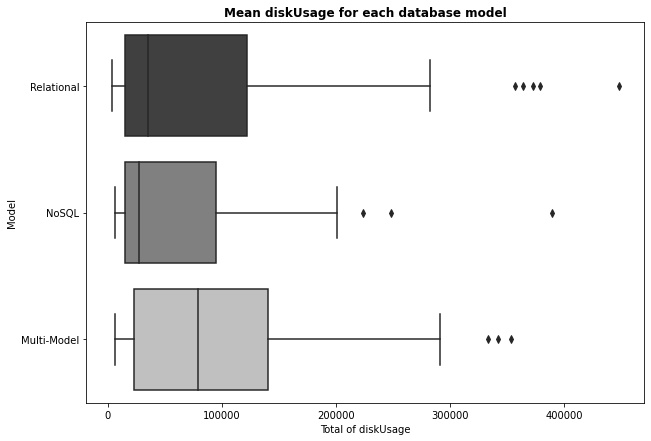 Mean diskUsage for each database model
Relational
NoSQL
Multi-Model
Model
0 100000 200000 300000 400000
Total of diskUsage